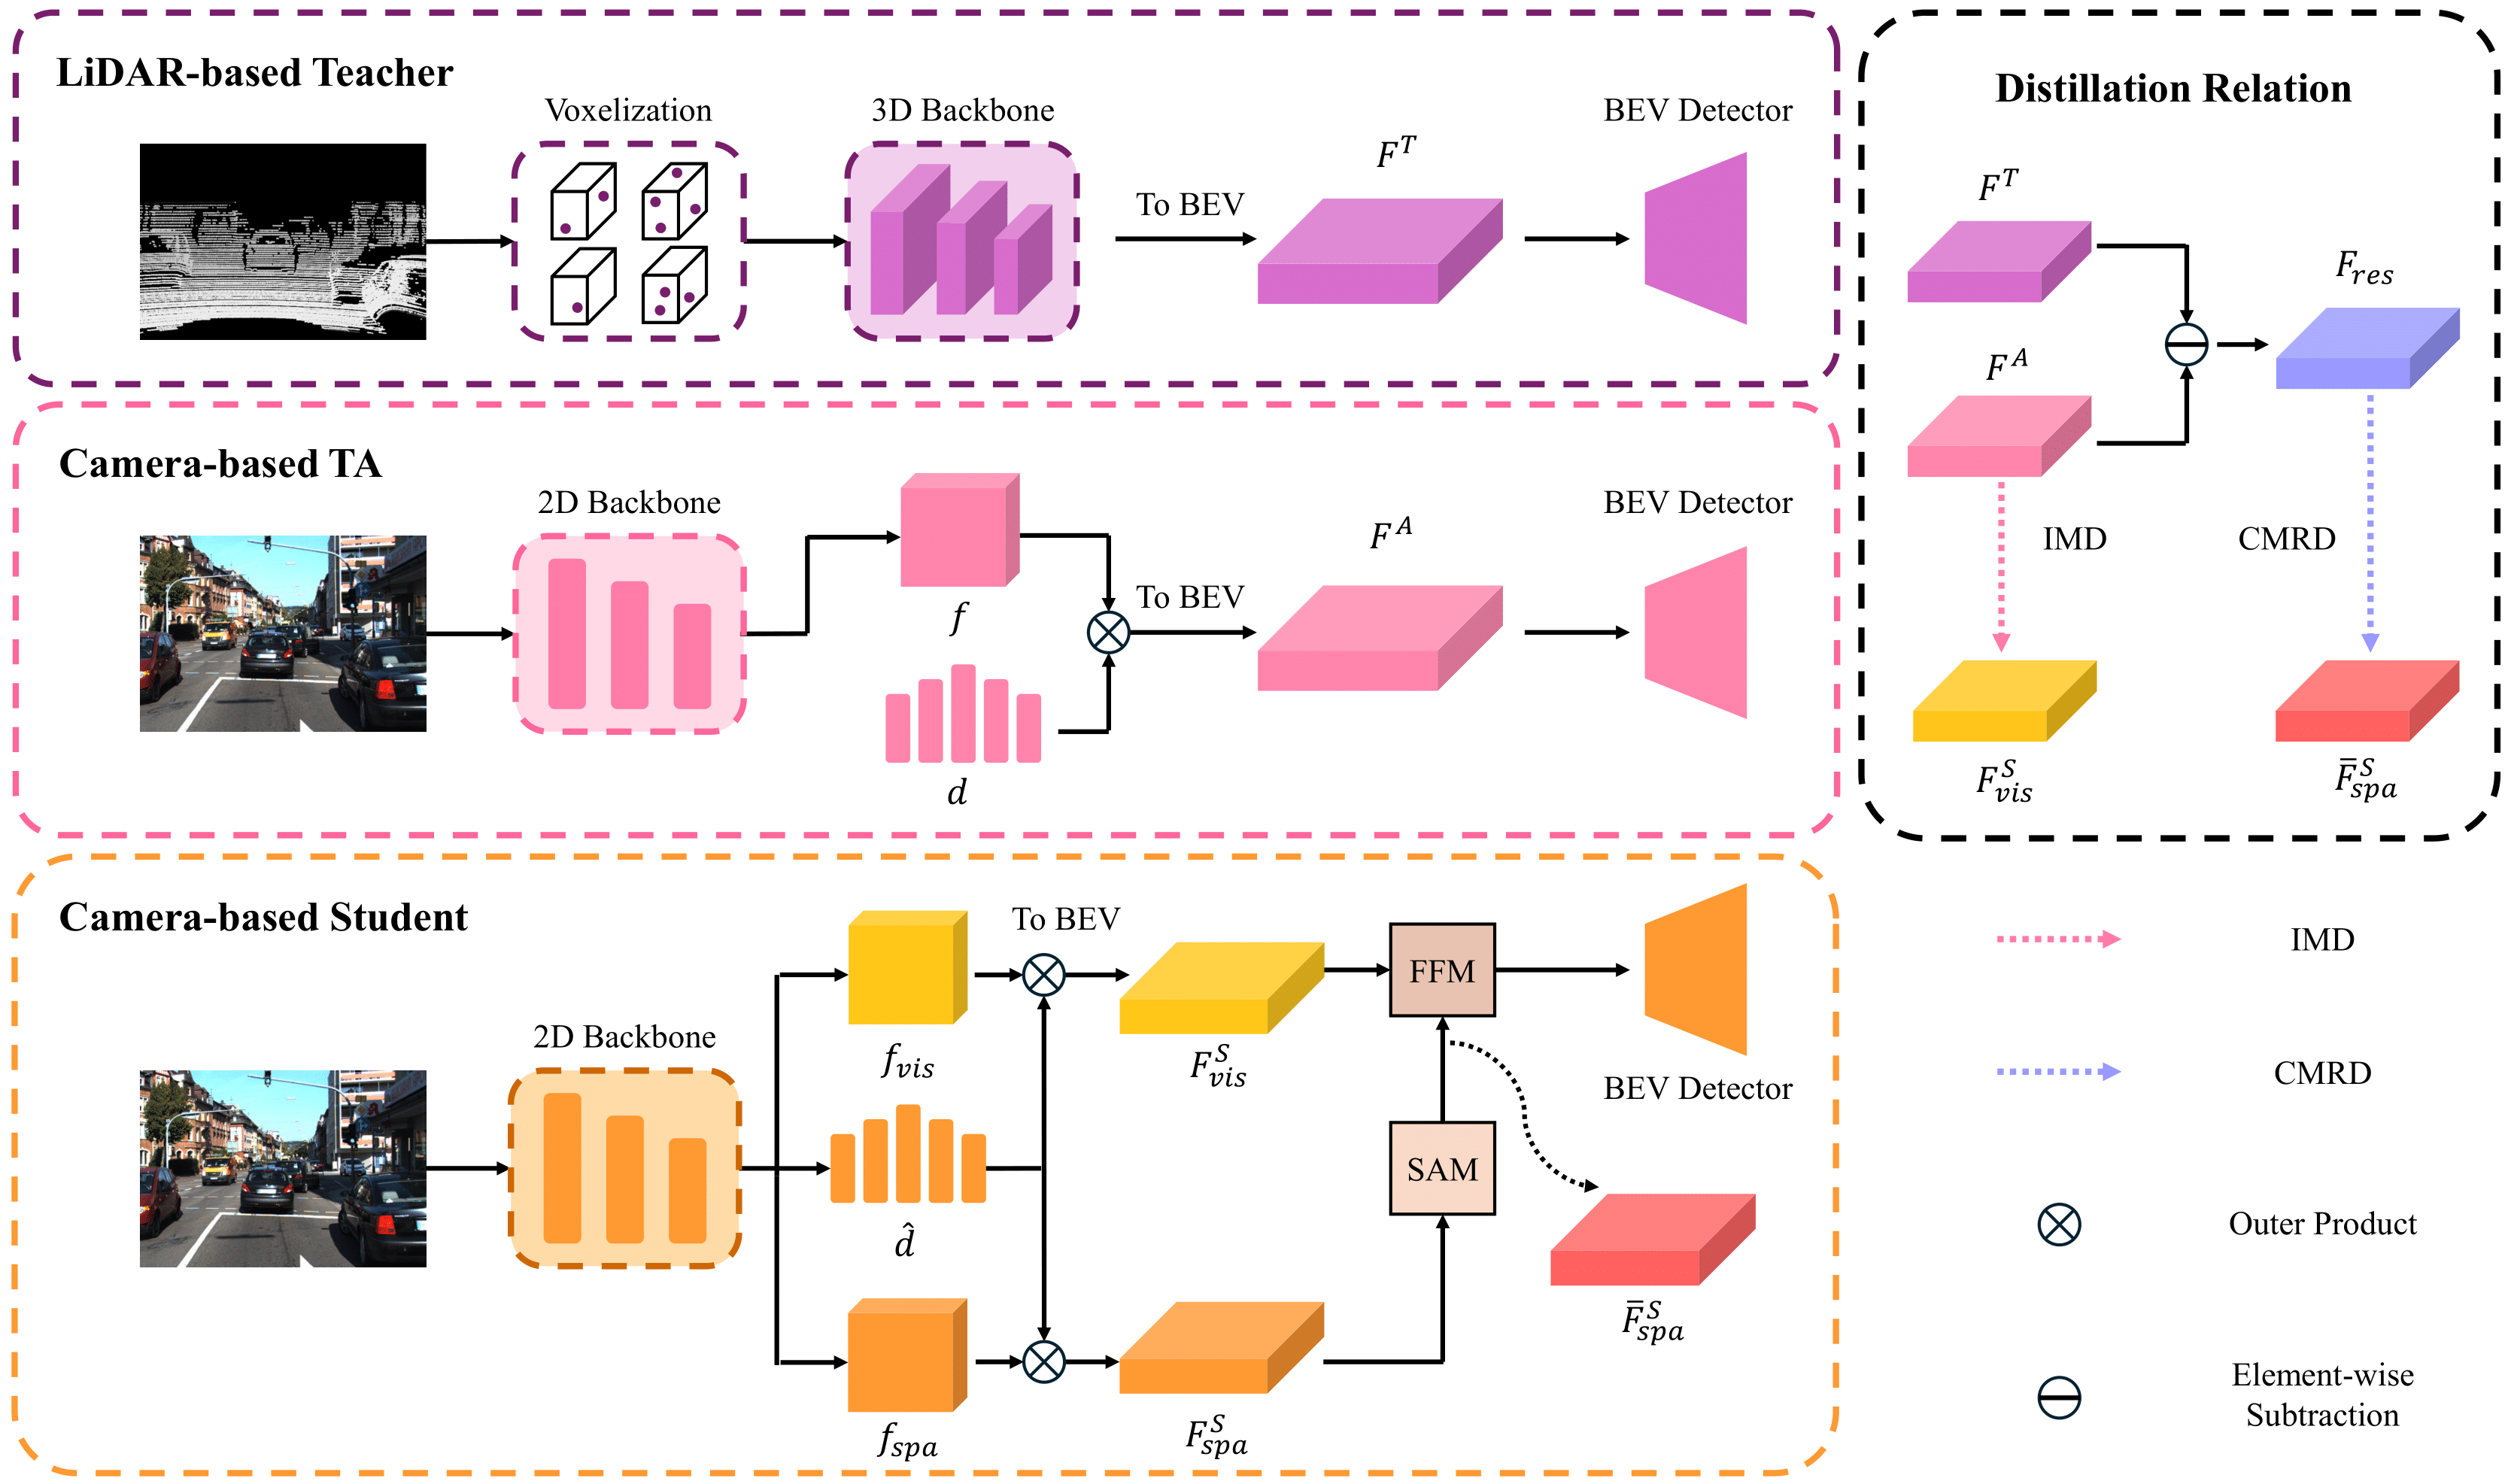 LiDAR-based Teacher
Voxelization
3D Backbone
To BEV
F^T
BEV Detector
Camera-based TA
2D Backbone
f
d
To BEV
F^A
BEV Detector
Camera-based Student
2D Backbone
f_{vis}
d̂
f_{spa}
To BEV
F^S_{vis}
F^S_{spa}
FFM
SAM
BEV Detector
F̄^S_{spa}
Distillation Relation
F^T
F^A
F_{res}
IMD
CMRD
F^S_{vis}
F̄^S_{spa}
IMD
CMRD
Outer Product
Element-wise
Subtraction